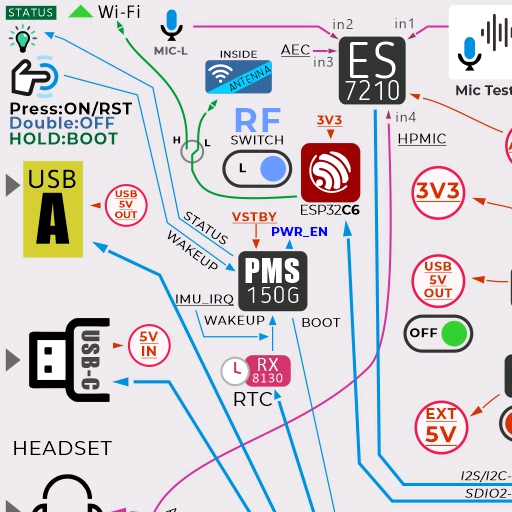 STATUS
Wi-Fi
in2
in1
MIC-L
AEC
in3
ES
7210
INSIDE
ANTENNA
Mic Test
Press:ON/RST
Double:OFF
HOLD:BOOT
RF
SWITCH
3V3
in4
HPMIC
H
L
L
USB
A
USB
5V
OUT
3V3
ESP32C6
VSTBY
PWR_EN
STATUS
WAKEUP
PMS
150G
USB
5V
OUT
IMU_IRQ
WAKEUP
BOOT
OFF
USB-C
5V
IN
L
RX
8130
RTC
EXT
5V
HEADSET
I2S/I2C-
SDIO2-